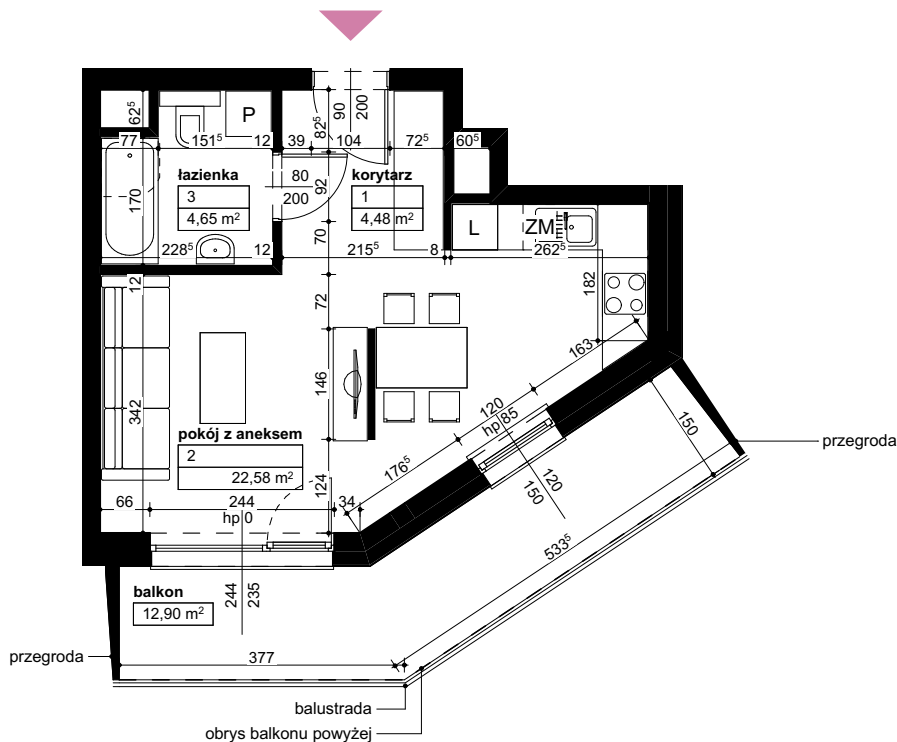 62⁵
P
82⁵
90
200
77
151⁵
12
39
104
72⁵
60⁵
łazienka
3
4,65 m²
170
80
200
92
korytarz
1
4,48 m²
L
ZM
228⁵
12
70
215⁵
8
262⁵
12
72
182
163
342
146
120
hp 85
pokój z aneksem
2
22,58 m²
176⁵
120
150
150
przegroda
66
244
hp 0
124
34
533⁵
balkon
12,90 m²
244
235
przegroda
377
balustrada
obrys balkonu powyżej